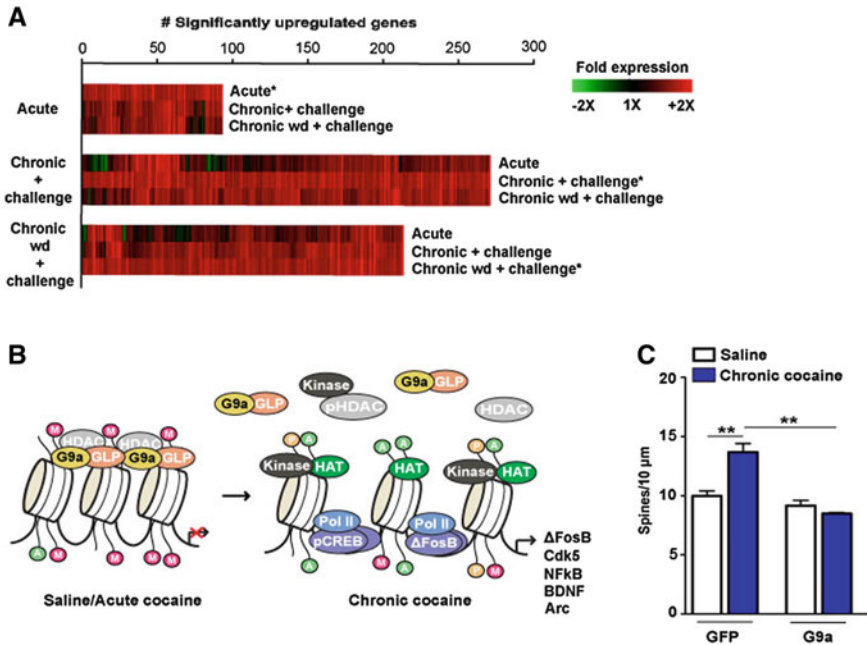 A
# Significantly upregulated genes
0 50 100 150 200 250 300
Fold expression
-2X 1X +2X
Acute
Acute*
Chronic+ challenge
Chronic wd + challenge
Chronic
+
challenge
Acute
Chronic + challenge*
Chronic wd + challenge
Chronic
wd
+
challenge
Acute
Chronic + challenge
Chronic wd + challenge*
B
M M M
HDAC HDAC
G9a GLP G9a GLP
A M M M
Saline/Acute cocaine
G9a GLP
Kinase
pHDAC
G9a GLP
HDAC
P A A A P A
Kinase HAT HAT Kinase HAT
Pol II Pol II
pCREB ΔFosB
A M A P M
Chronic cocaine
ΔFosB
Cdk5
NFkB
BDNF
Arc
C
Saline
Chronic cocaine
** **
Spines/10 µm
20
15
10
5
0
GFP G9a